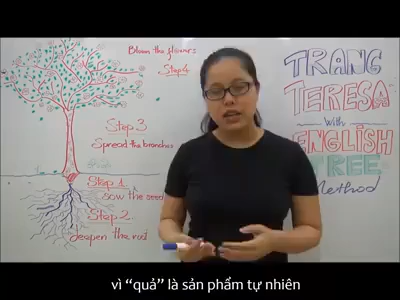 Bloom the flowers
Step 4
Step 3
Spread the branches
Step 1
sow the seed
Step 2
deepen the root
TRANG
TERESA
with
ENGLISH
TREE
Method
vì “quả” là sản phẩm tự nhiên